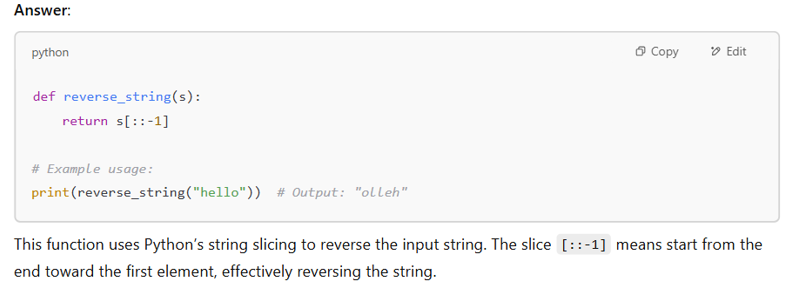 Answer:
python Copy Edit
def reverse_string(s):
    return s[::-1]
# Example usage:
print(reverse_string("hello"))  # Output: "olleh"
This function uses Python's string slicing to reverse the input string. The slice [::-1] means start from the
end toward the first element, effectively reversing the string.